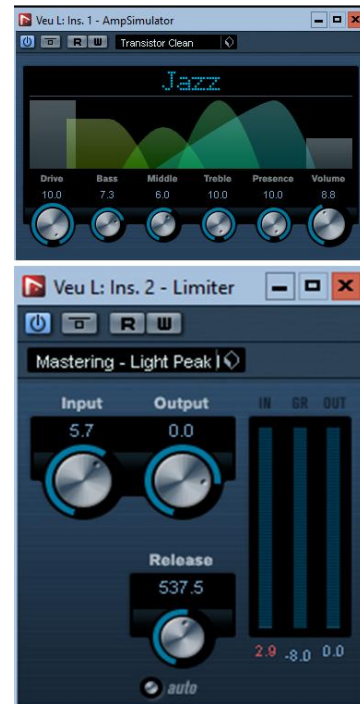 Veu L: Ins. 1 - AmpSimulator
R W Transistor Clean
Jazz
Drive Bass Middle Treble Presence Volume
10.0 7.3 6.0 10.0 10.0 8.8
Veu L: Ins. 2 - Limiter
R W
Mastering - Light Peak
Input Output IN GR OUT
5.7 0.0
Release
537.5
2.9 -8.0 0.0
auto